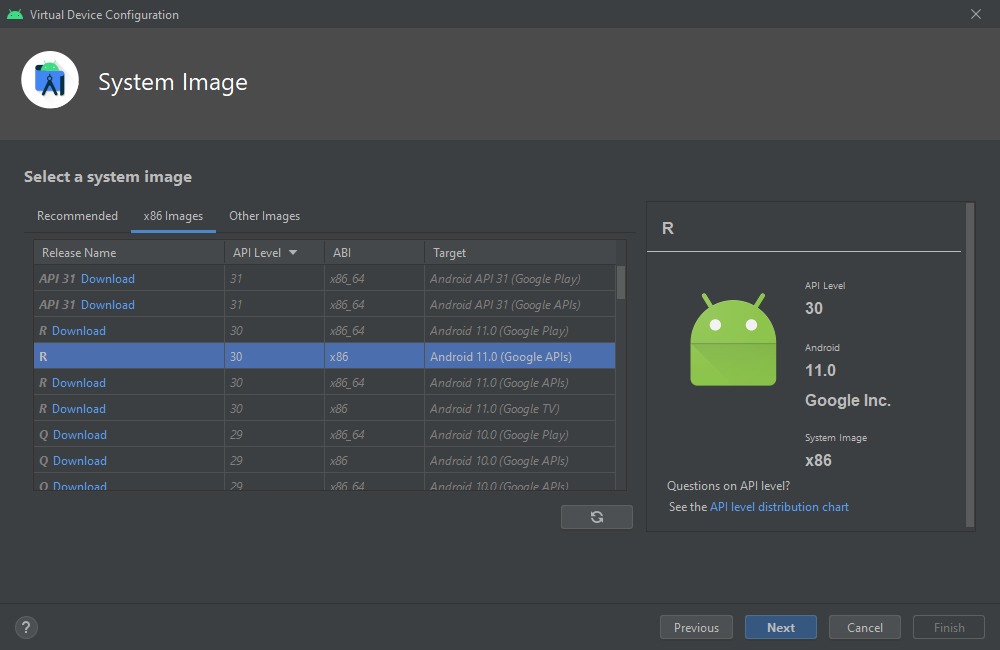 Virtual Device Configuration
System Image
Select a system image
Recommended x86 Images Other Images
Release Name API Level ABI Target
API 31 Download 31 x86_64 Android API 31 (Google Play)
API 31 Download 31 x86_64 Android API 31 (Google APIs)
R Download 30 x86_64 Android 11.0 (Google Play)
R 30 x86 Android 11.0 (Google APIs)
R Download 30 x86_64 Android 11.0 (Google APIs)
R Download 30 x86 Android 11.0 (Google TV)
Q Download 29 x86_64 Android 10.0 (Google Play)
Q Download 29 x86 Android 10.0 (Google APIs)
Q Download 29 x86_64 Android 10.0 (Google APIs)
R
API Level
30
Android
11.0
Google Inc.
System Image
x86
Questions on API level?
See the API level distribution chart
? Previous Next Cancel Finish